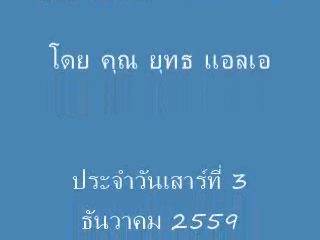 โดย คุณ ยุทธ แอลเอ
ประจำวันเสาร์ที่ 3
ธันวาคม 2559